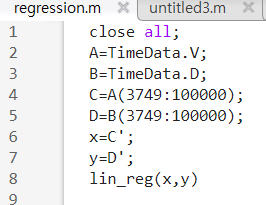 regression.m untitled3.m
1 close all;
2 A=TimeData.V;
3 B=TimeData.D;
4 C=A(3749:100000);
5 D=B(3749:100000);
6 x=C';
7 y=D';
8 lin_reg(x,y)